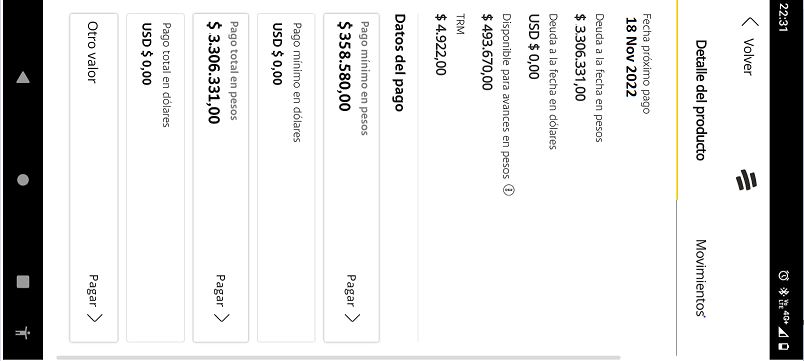 22:31
Vo LTE 4G+
Volver
Detalle del producto
Movimientos
Fecha próximo pago
18 Nov 2022
Deuda a la fecha en pesos
$ 3.306.331,00
Deuda a la fecha en dólares
USD $ 0,00
Disponible para avances en pesos
$ 493.670,00
TRM
$ 4.922,00
Datos del pago
Pago mínimo en pesos
$ 358.580,00
Pagar
Pago mínimo en dólares
USD $ 0,00
Pago total en pesos
$ 3.306.331,00
Pagar
Pago total en dólares
USD $ 0,00
Otro valor
Pagar